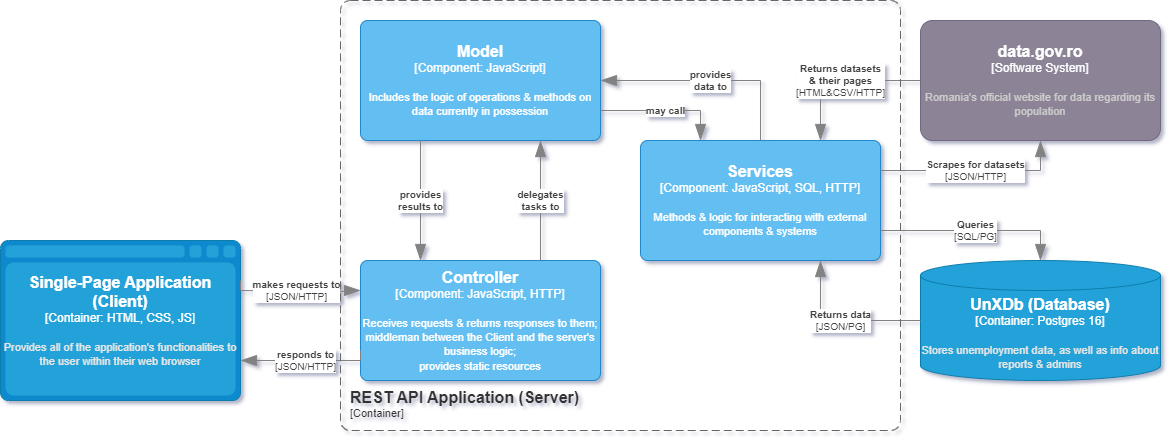 Model
[Component: JavaScript]
Includes the logic of operations & methods on
data currently in possession
provides
data to
may call
Returns datasets
& their pages
[HTML&CSV/HTTP]
data.gov.ro
[Software System]
Romania's official website for data regarding its
population
Services
[Component: JavaScript, SQL, HTTP]
Methods & logic for interacting with external
components & systems
Scrapes for datasets
[JSON/HTTP]
provides
results to
delegates
tasks to
Queries
[SQL/PG]
Single-Page Application
(Client)
[Container: HTML, CSS, JS]
Provides all of the application's functionalities to
the user within their web browser
makes requests to
[JSON/HTTP]
responds to
[JSON/HTTP]
Controller
[Component: JavaScript, HTTP]
Receives requests & returns responses to them;
middleman between the Client and the server's
business logic;
provides static resources
Returns data
[JSON/PG]
UnXDb (Database)
[Container: Postgres 16]
Stores unemployment data, as well as info about
reports & admins
REST API Application (Server)
[Container]